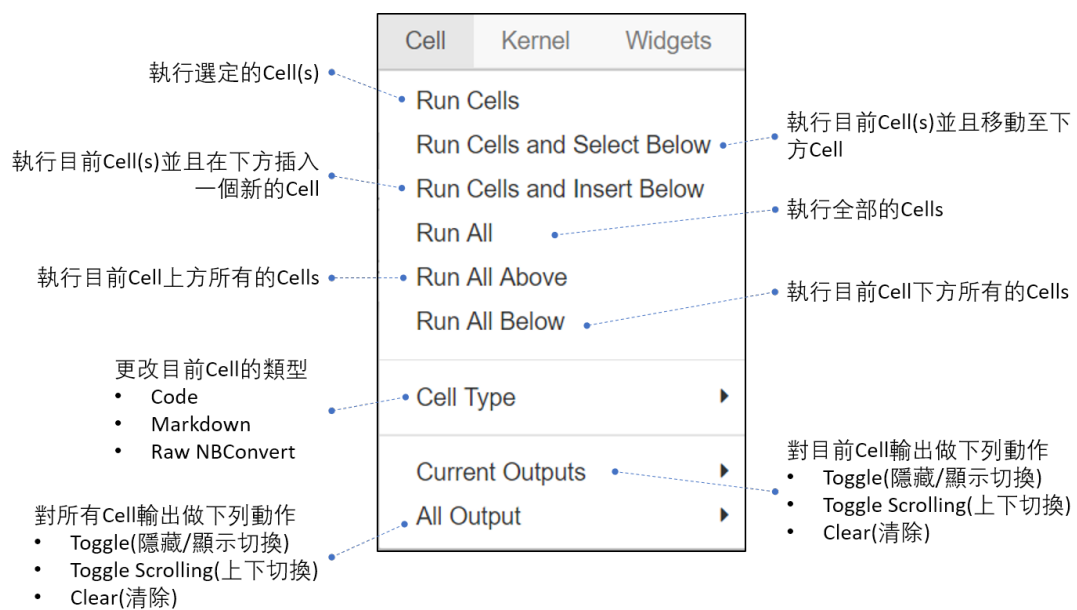 Cell Kernel Widgets
執行選定的Cell(s)
Run Cells
Run Cells and Select Below
執行目前Cell(s)並且移動至下
方Cell
執行目前Cell(s)並且在下方插入
一個新的Cell
Run Cells and Insert Below
Run All
執行全部的Cells
執行目前Cell上方所有的Cells
Run All Above
Run All Below
執行目前Cell下方所有的Cells
更改目前Cell的類型
• Code
• Markdown
• Raw NBConvert
Cell Type
Current Outputs
對目前Cell輸出做下列動作
• Toggle(隱藏/顯示切換)
• Toggle Scrolling(上下切換)
• Clear(清除)
All Output
對所有Cell輸出做下列動作
• Toggle(隱藏/顯示切換)
• Toggle Scrolling(上下切換)
• Clear(清除)